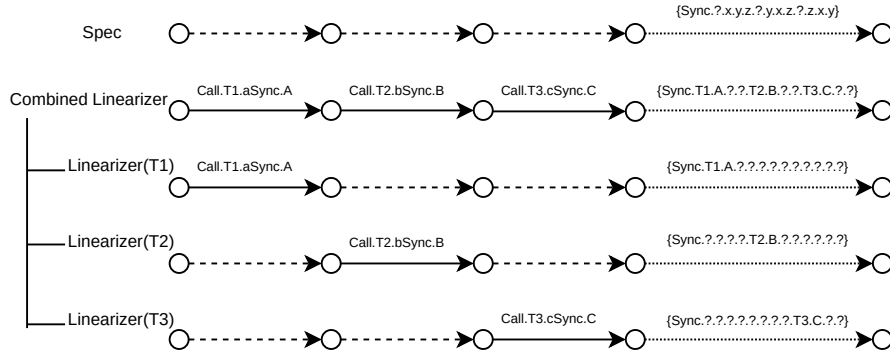 {Sync.?.x.y.z.?.y.x.z.?.z.x.y}
Spec
Call.T1.aSync.A
Call.T2.bSync.B
Call.T3.cSync.C
{Sync.T1.A.?.?.T2.B.?.?.T3.C.?.?}
Combined Linearizer
Linearizer(T1)
Call.T1.aSync.A
{Sync.T1.A.?.?.?.?.?.?.?.?.?.?}
Linearizer(T2)
Call.T2.bSync.B
{Sync.?.?.?.?.T2.B.?.?.?.?.?.?}
Linearizer(T3)
Call.T3.cSync.C
{Sync.?.?.?.?.?.?.?.?.T3.C.?.?}